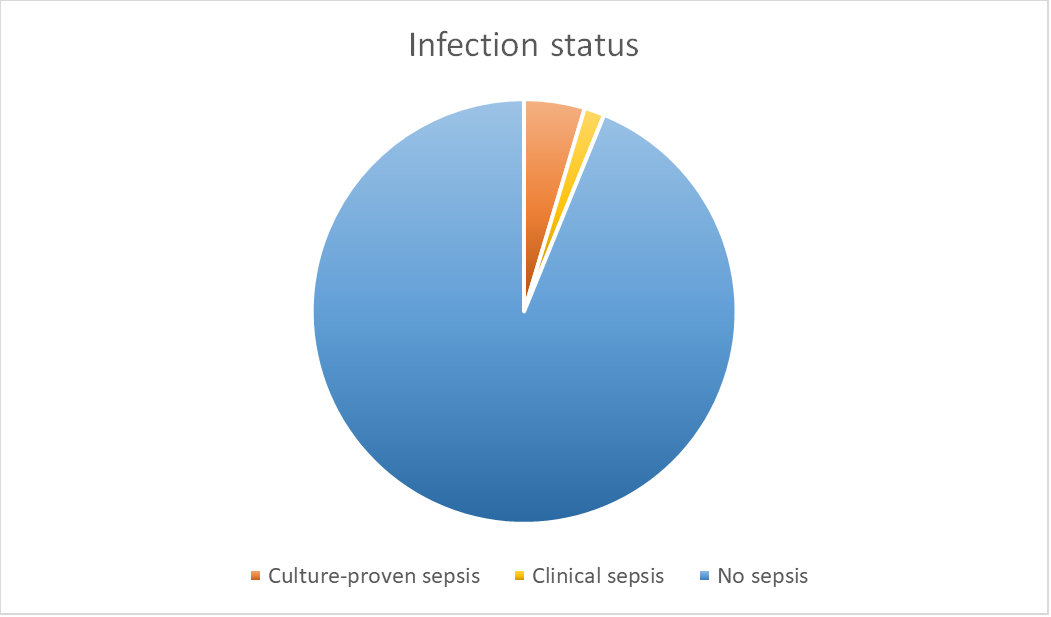 Infection status
Culture-proven sepsis Clinical sepsis No sepsis